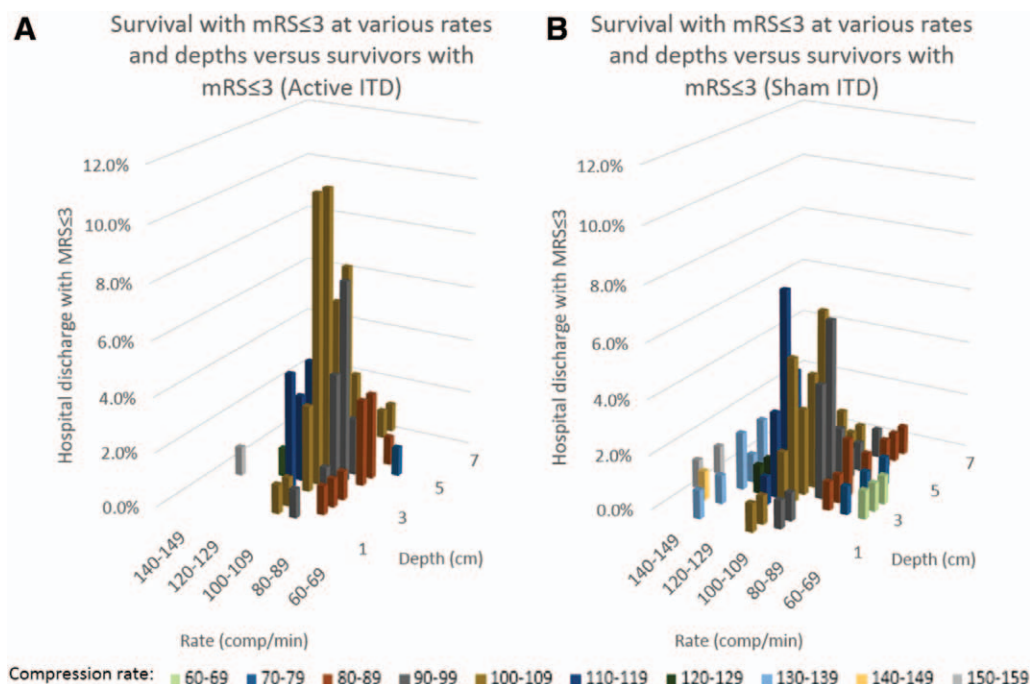 A
Survival with mRS≤3 at various rates
and depths versus survivors with
mRS≤3 (Active ITD)
Hospital discharge with MRS≤3
12.0%
10.0%
8.0%
6.0%
4.0%
2.0%
0.0%
140-149
120-129
100-109
80-89
60-69
1
3
5
7
Depth (cm)
Rate (comp/min)
B
Survival with mRS≤3 at various rates
and depths versus survivors with
mRS≤3 (Sham ITD)
Hospital discharge with MRS≤3
12.0%
10.0%
8.0%
6.0%
4.0%
2.0%
0.0%
140-149
120-129
100-109
80-89
60-69
1
3
5
7
Depth (cm)
Rate (comp/min)
Compression rate: 60-69 70-79 80-89 90-99 100-109 110-119 120-129 130-139 140-149 150-159